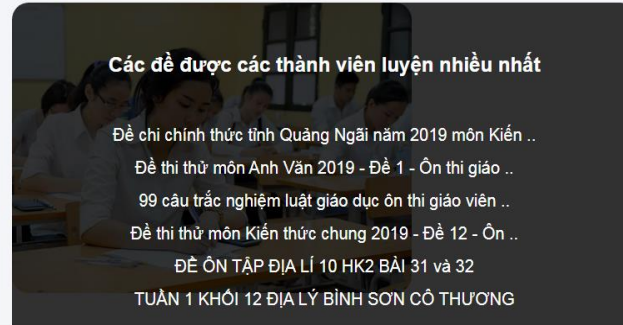 Các đề được các thành viên luyện nhiều nhất
Đề chi chính thức tỉnh Quảng Ngãi năm 2019 môn Kiến ..
Đề thi thử môn Anh Văn 2019 - Đề 1 - Ôn thi giáo ..
99 câu trắc nghiệm luật giáo dục ôn thi giáo viên ..
Đề thi thử môn Kiến thức chung 2019 - Đề 12 - Ôn ..
ĐỀ ÔN TẬP ĐỊA LÍ 10 HK2 BÀI 31 và 32
TUẦN 1 KHỐI 12 ĐỊA LÝ BÌNH SƠN CÔ THƯƠNG